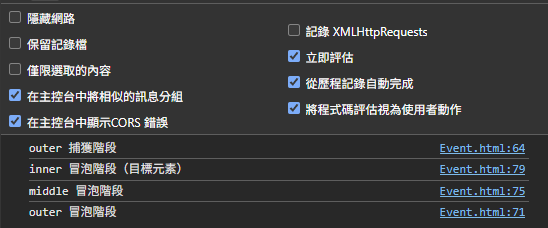 隱藏網路
保留記錄檔
僅限選取的內容
在主控台中將相似的訊息分組
在主控台中顯示CORS 錯誤
記錄 XMLHttpRequests
立即評估
從歷程記錄自動完成
將程式碼評估視為使用者動作
outer 捕獲階段 Event.html:64
inner 冒泡階段（目標元素） Event.html:79
middle 冒泡階段 Event.html:75
outer 冒泡階段 Event.html:71